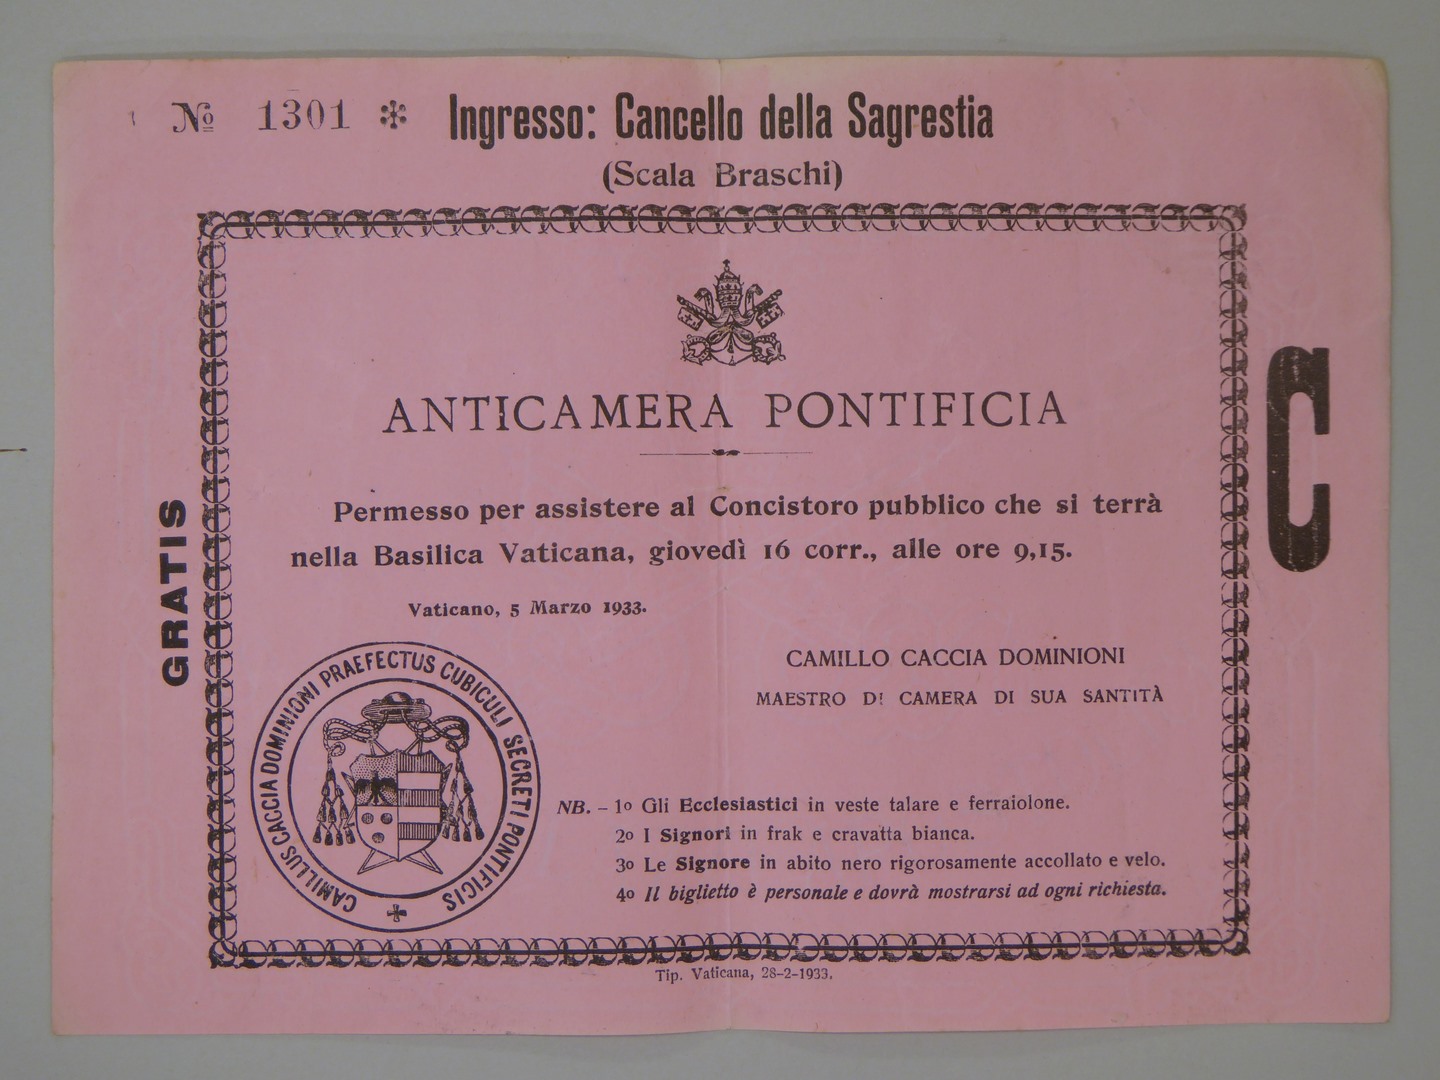 № 1301 * Ingresso: Cancello della Sagrestia
(Scala Braschi)
GRATIS
C
ANTICAMERA PONTIFICIA
Permesso per assistere al Concistoro pubblico che si terrà
nella Basilica Vaticana, giovedì 16 corr., alle ore 9,15.
Vaticano, 5 Marzo 1933.
CAMILLO CACCIA DOMINIONI
MAESTRO DI CAMERA DI SUA SANTITÀ
CAMILLUS CACCIA DOMINIONI PRAEFECTUS CUBICULI SECRETI PONTIFICIS
NB. – 1º Gli Ecclesiastici in veste talare e ferraiolone.
2º I Signori in frak e cravatta bianca.
3º Le Signore in abito nero rigorosamente accollato e velo.
4º Il biglietto è personale e dovrà mostrarsi ad ogni richiesta.
Tip. Vaticana, 28-2-1933.